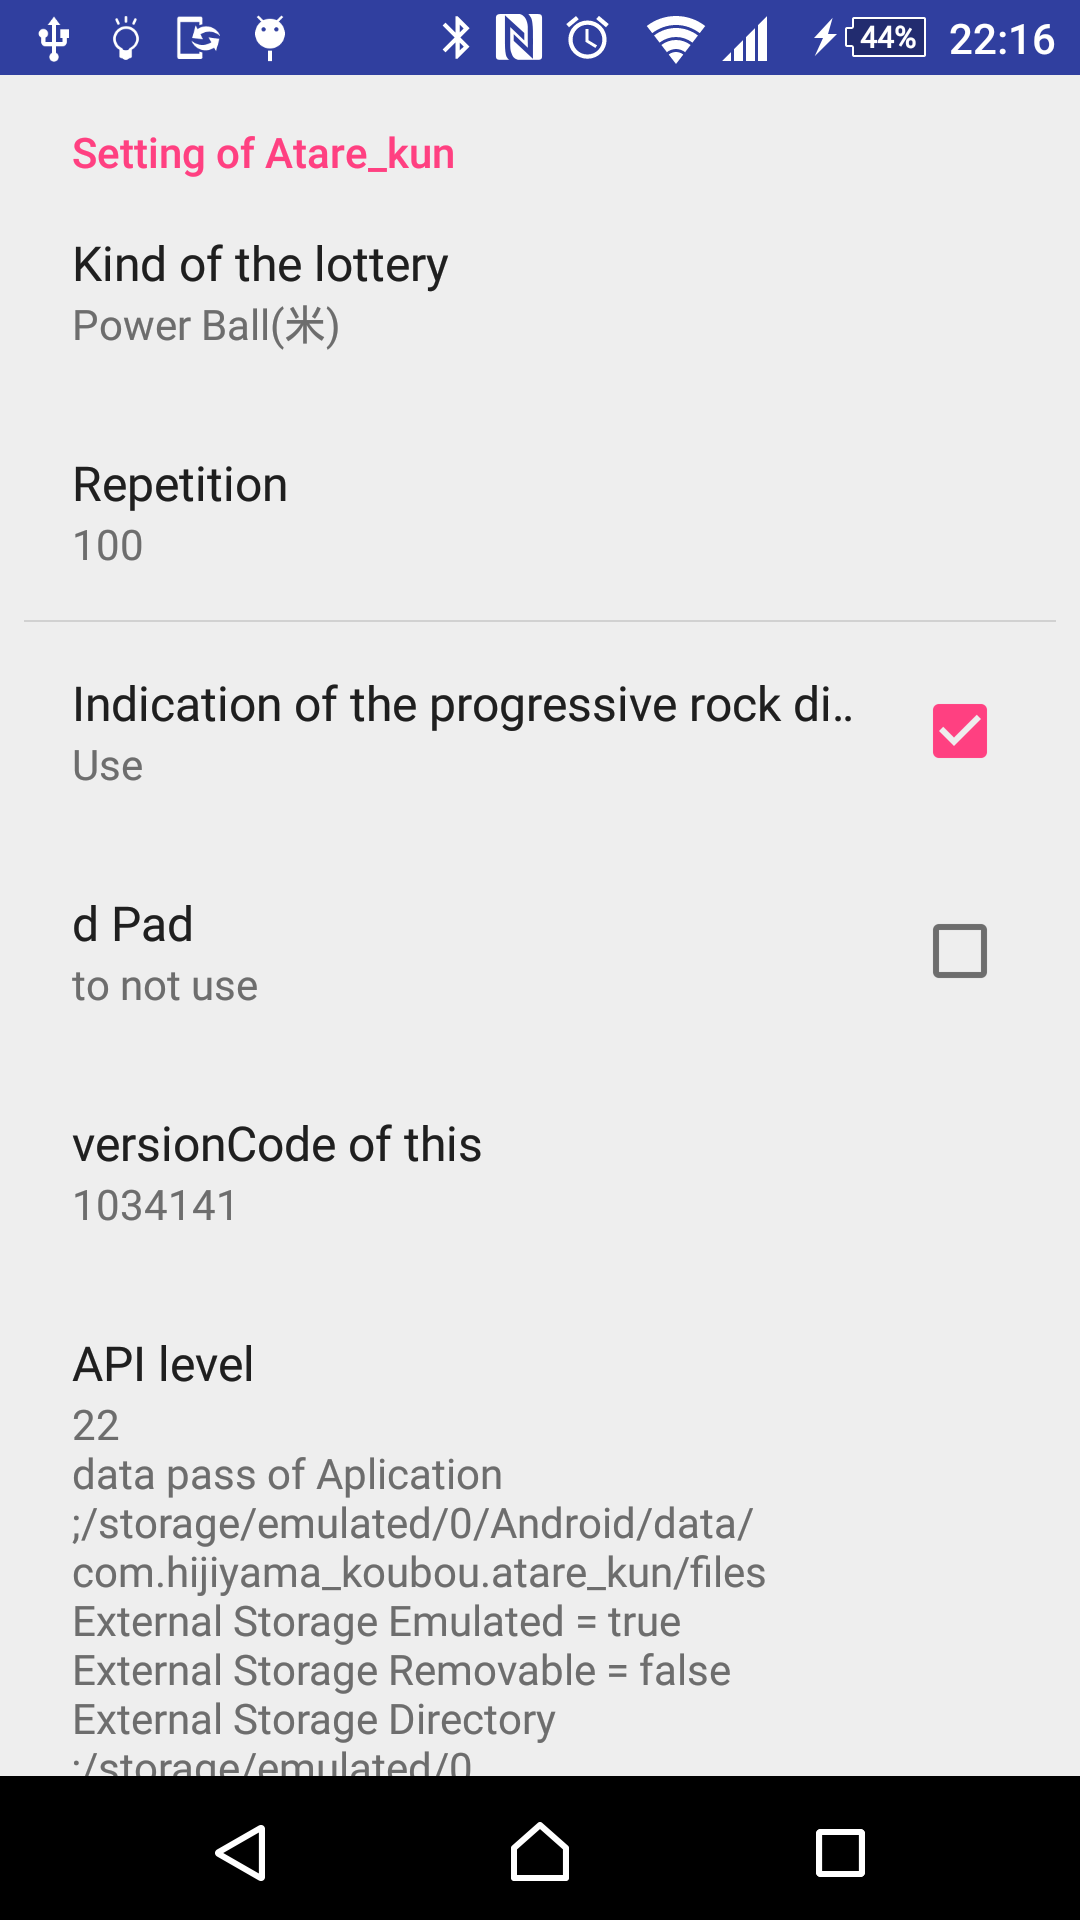 44% 22:16
Setting of Atare_kun
Kind of the lottery
Power Ball(米)
Repetition
100
Indication of the progressive rock di..
Use
d Pad
to not use
versionCode of this
1034141
API level
22
data pass of Aplication
;/storage/emulated/0/Android/data/
com.hijiyama_koubou.atare_kun/files
External Storage Emulated = true
External Storage Removable = false
External Storage Directory
:/storage/emulated/0